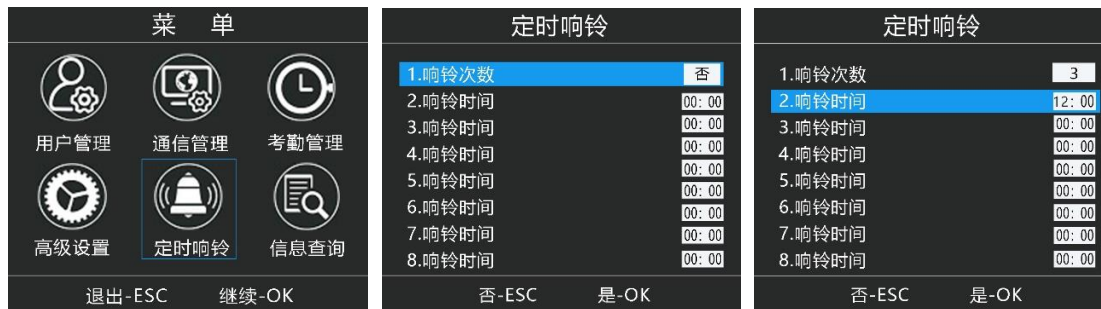 菜 单
用户管理 通信管理 考勤管理
高级设置 定时响铃 信息查询
退出-ESC 继续-OK
定时响铃
1.响铃次数 否
2.响铃时间 00: 00
3.响铃时间 00: 00
4.响铃时间 00: 00
5.响铃时间 00: 00
6.响铃时间 00: 00
7.响铃时间 00: 00
8.响铃时间 00: 00
否-ESC 是-OK
定时响铃
1.响铃次数 3
2.响铃时间 12: 00
3.响铃时间 00: 00
4.响铃时间 00: 00
5.响铃时间 00: 00
6.响铃时间 00: 00
7.响铃时间 00: 00
8.响铃时间 00: 00
否-ESC 是-OK